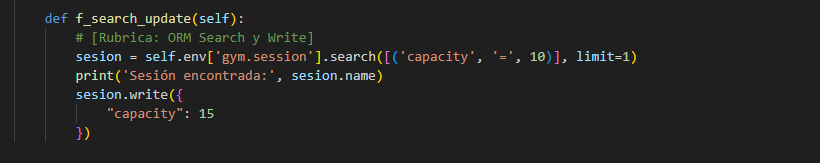 def f_search_update(self):
# [Rubrica: ORM Search y Write]
sesion = self.env['gym.session'].search([('capacity', '=', 10)], limit=1)
print('Sesión encontrada:', sesion.name)
sesion.write({
"capacity": 15
})